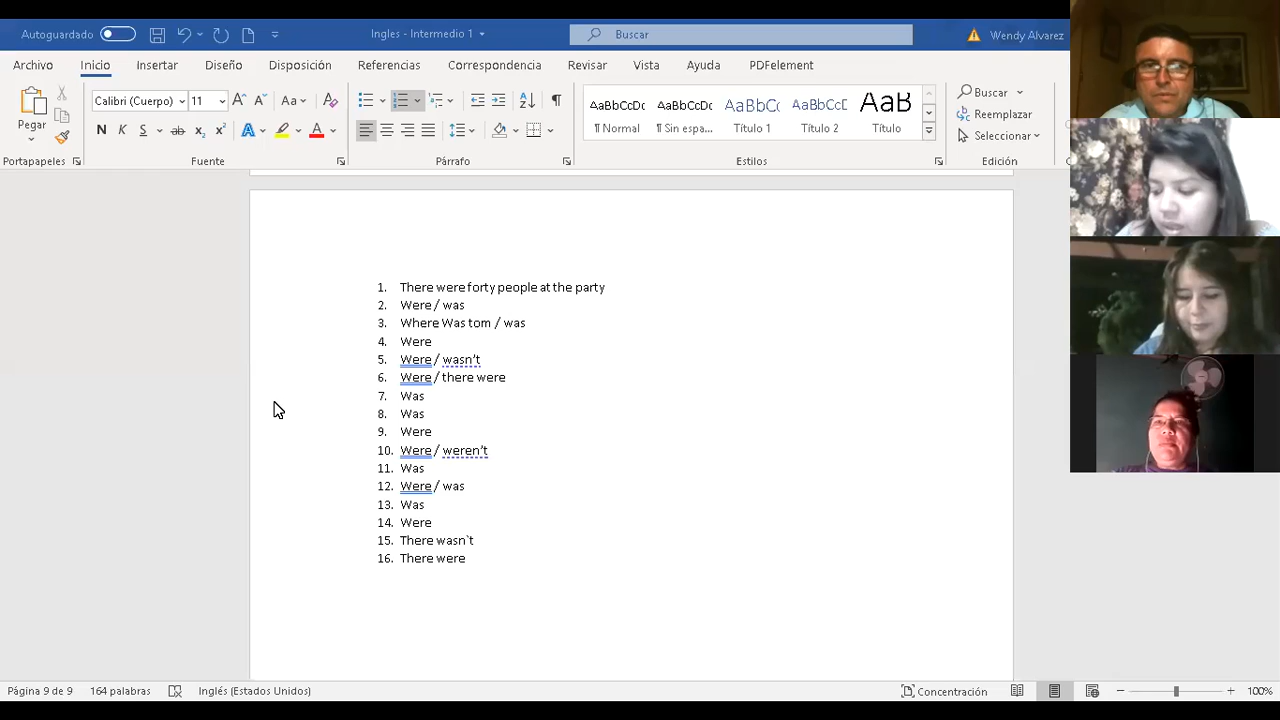 Autoguardado
Ingles - Intermedio 1
Buscar
Wendy Alvarez
Archivo Inicio Insertar Diseño Disposición Referencias Correspondencia Revisar Vista Ayuda PDFelement
Pegar
Calibri (Cuerpo) 11
Aa
N K S ab x₂ x² A A
AaBbCcDc AaBbCcDc AaBbCc AaBbCcD AaB
¶ Normal ¶ Sin espa... Título 1 Título 2 Título
Buscar
Reemplazar
Seleccionar
Portapapeles Fuente Párrafo Estilos Edición
1. There were forty people at the party
2. Were / was
3. Where Was tom / was
4. Were
5. Were / wasn't
6. Were / there were
7. Was
8. Was
9. Were
10. Were / weren't
11. Was
12. Were / was
13. Was
14. Were
15. There wasn`t
16. There were
Página 9 de 9 164 palabras Inglés (Estados Unidos) Concentración 100%